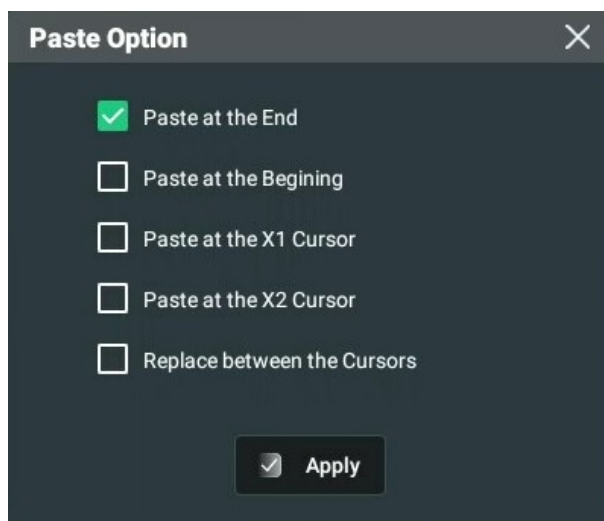 Paste Option
Paste at the End
Paste at the Begining
Paste at the X1 Cursor
Paste at the X2 Cursor
Replace between the Cursors
Apply